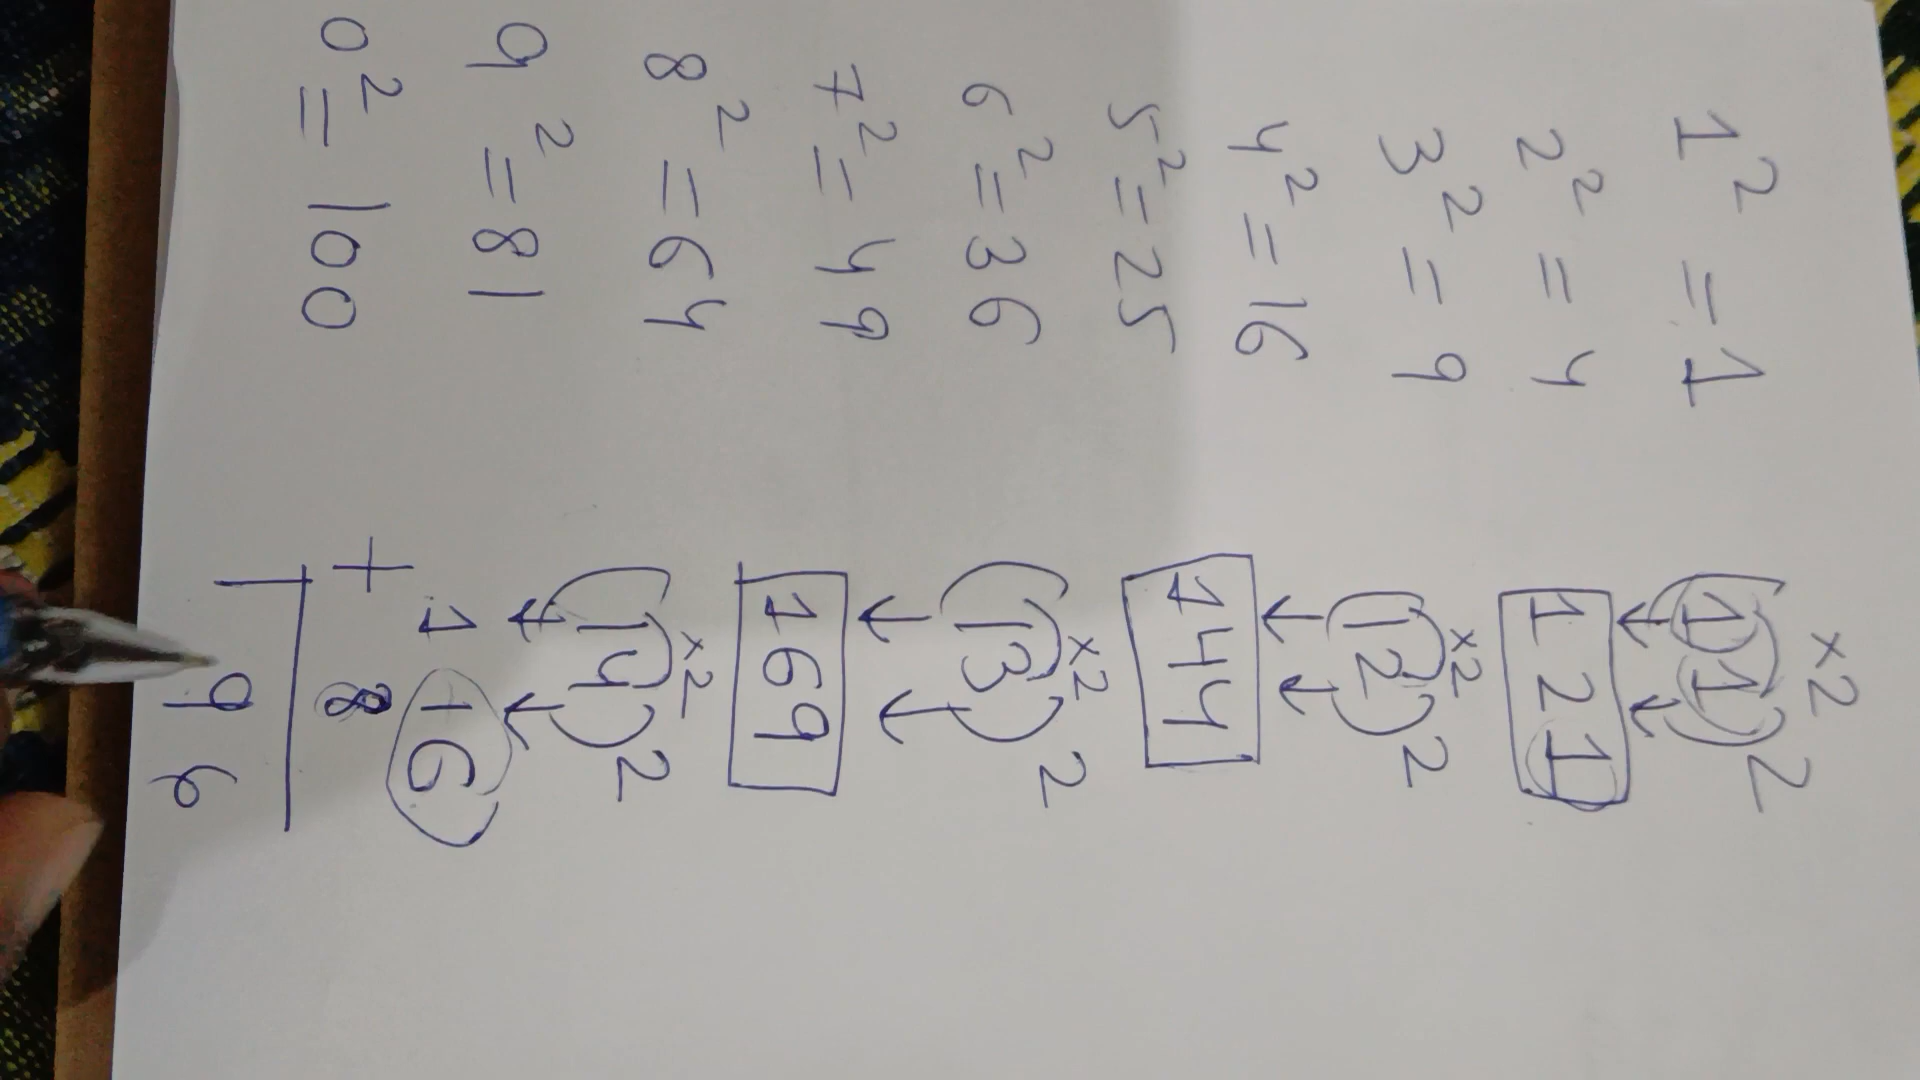 1² = 1
2² = 4
3² = 9
4² = 16
5² = 25
6² = 36
7² = 49
8² = 64
9² = 81
0² = 100
×2
(11)²
121
×2
(12)²
144
×2
(13)²
169
×2
(14)²
1 16
+ 8
96